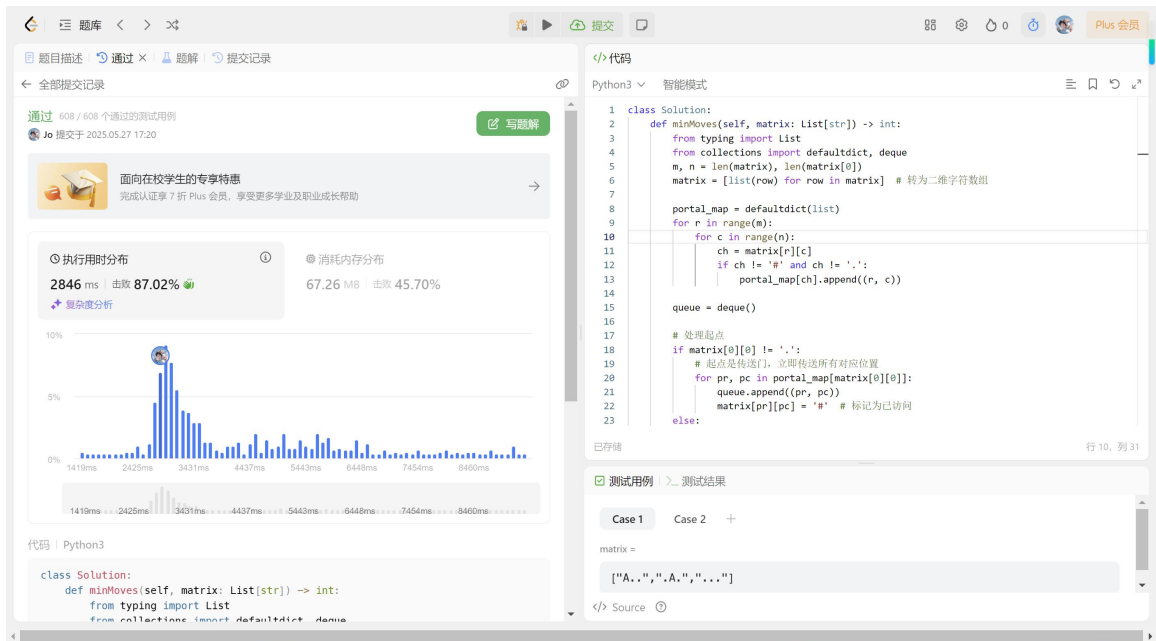 题库
提交
0
Plus 会员
题目描述
通过
题解
提交记录
全部提交记录
通过 608 / 608 个通过的测试用例
Jo 提交于 2025.05.27 17:20
写题解
面向在校学生的专享特惠
完成认证享 7 折 Plus 会员，享受更多学业及职业成长帮助
执行用时分布
2846 ms 击败 87.02%
复杂度分析
消耗内存分布
67.26 MB 击败 45.70%
10%
5%
0%
1419ms 2425ms 3431ms 4437ms 5443ms 6448ms 7454ms 8460ms
1419ms 2425ms 3431ms 4437ms 5443ms 6448ms 7454ms 8460ms
代码 Python3
class Solution:
def minMoves(self, matrix: List[str]) -> int:
from typing import List
from collections import defaultdict, deque
</>代码
Python3 智能模式
1 class Solution:
2 def minMoves(self, matrix: List[str]) -> int:
3 from typing import List
4 from collections import defaultdict, deque
5 m, n = len(matrix), len(matrix[0])
6 matrix = [list(row) for row in matrix] # 转为二维字符数组
7
8 portal_map = defaultdict(list)
9 for r in range(m):
10 for c in range(n):
11 ch = matrix[r][c]
12 if ch != '#' and ch != '.':
13 portal_map[ch].append((r, c))
14
15 queue = deque()
16
17 # 处理起点
18 if matrix[0][0] != '.':
19 # 起点是传送门，立即传送所有对应位置
20 for pr, pc in portal_map[matrix[0][0]]:
21 queue.append((pr, pc))
22 matrix[pr][pc] = '#' # 标记为已访问
23 else:
已存储
行 10，列 31
测试用例
>_ 测试结果
Case 1 Case 2 +
matrix =
["A..",".A.","..."]
</> Source